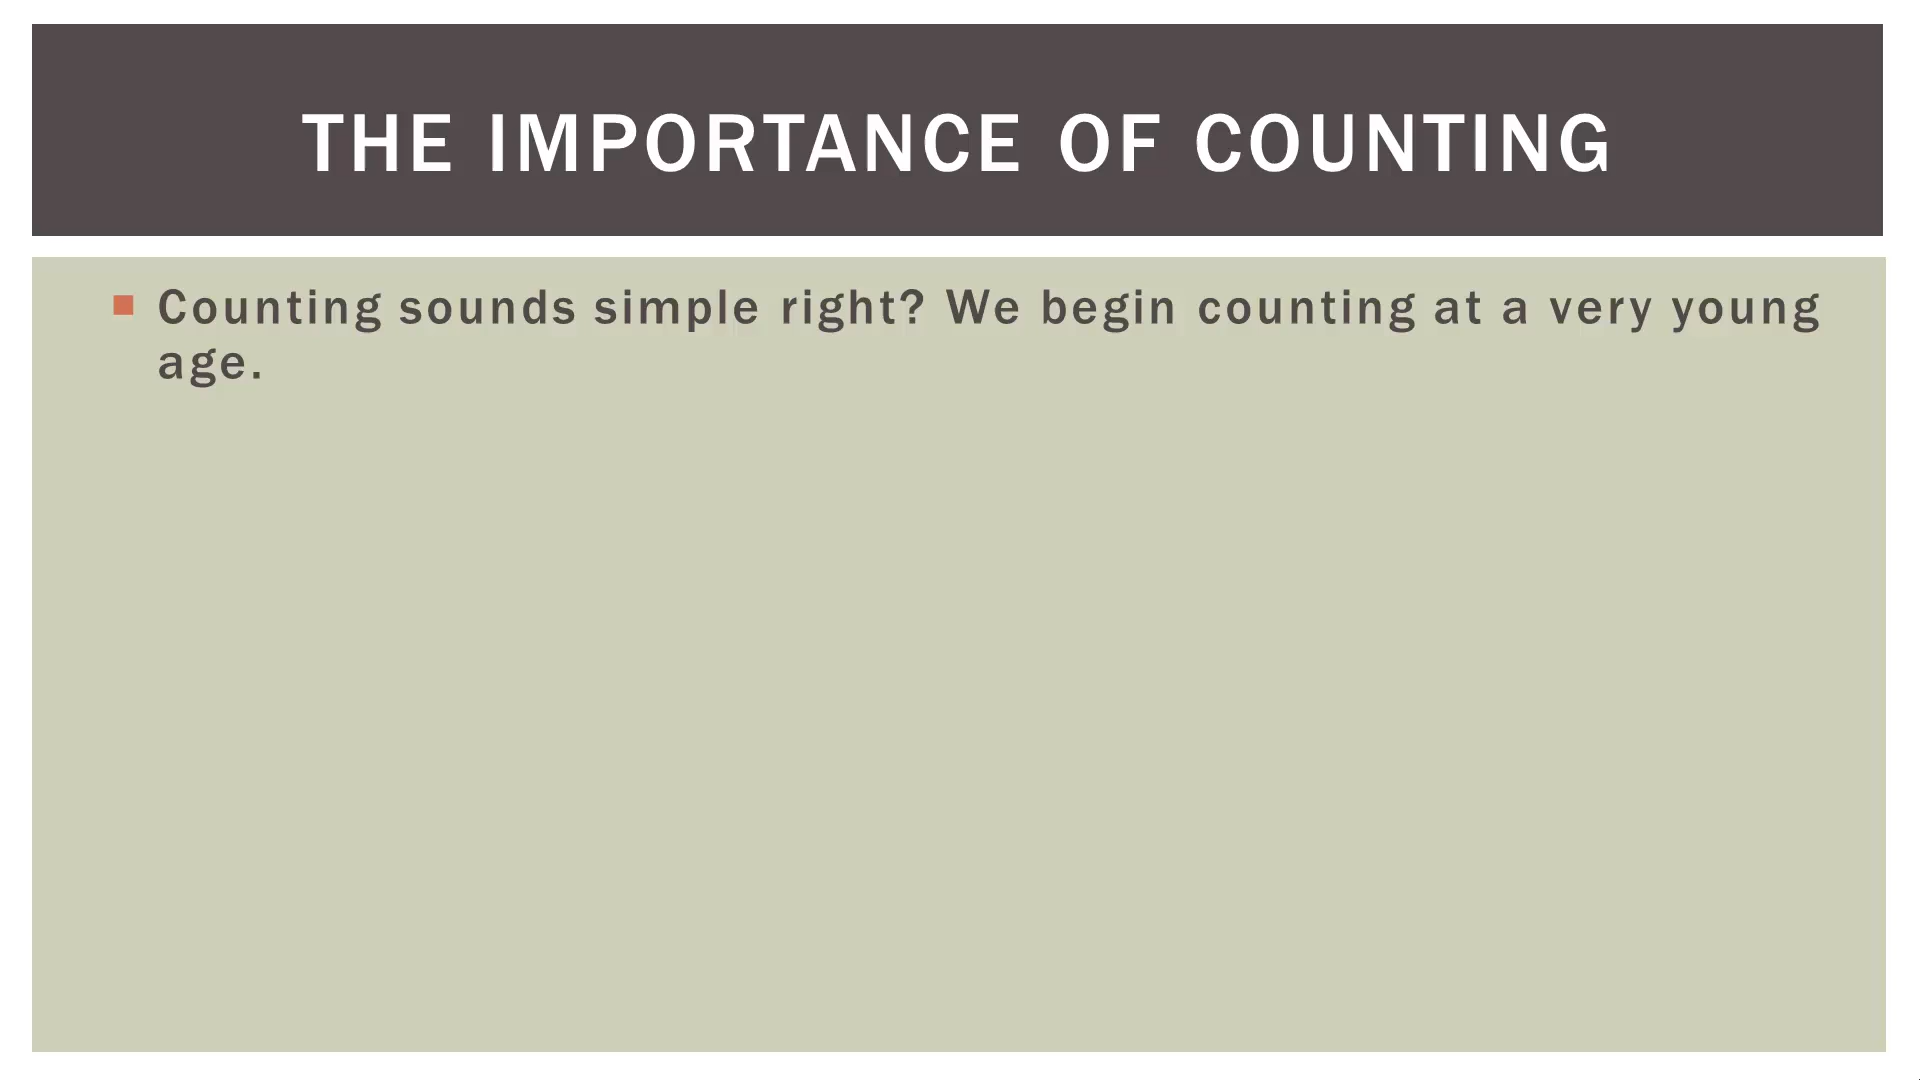 THE IMPORTANCE OF COUNTING
Counting sounds simple right? We begin counting at a very young
age.